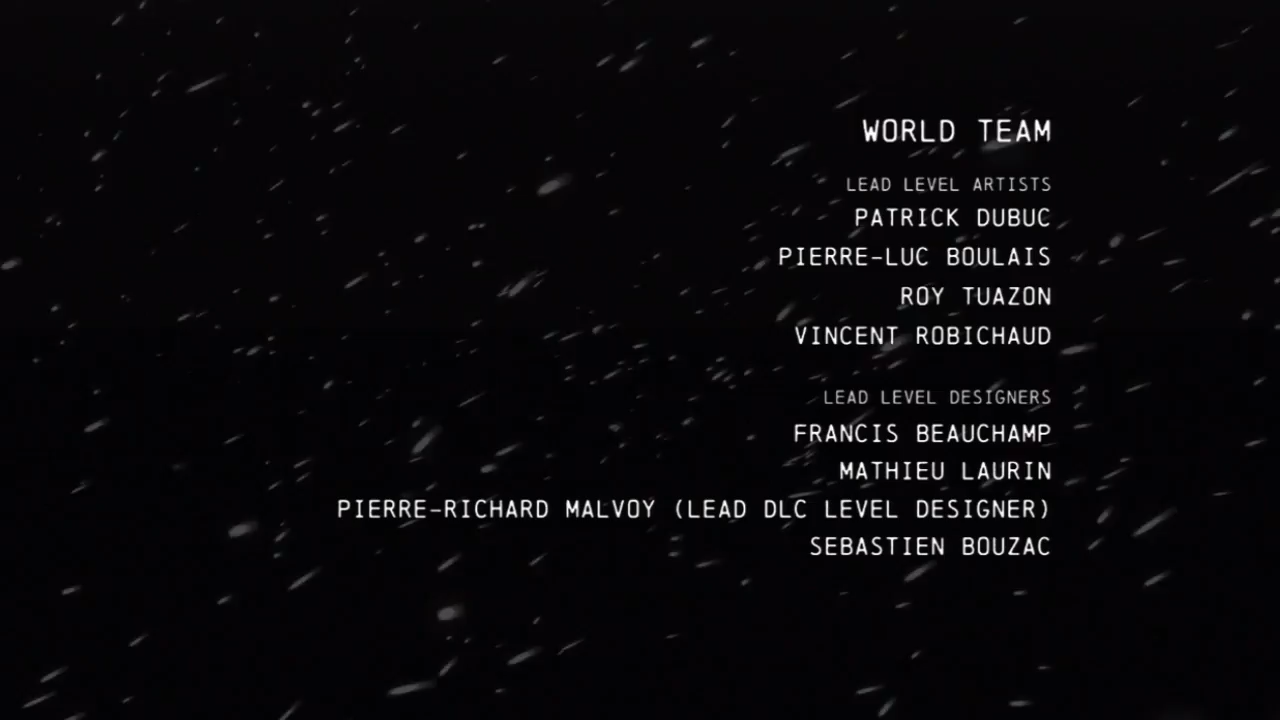 WORLD TEAM
LEAD LEVEL ARTISTS
PATRICK DUBUC
PIERRE-LUC BOULAIS
ROY TUAZON
VINCENT ROBICHAUD
LEAD LEVEL DESIGNERS
FRANCIS BEAUCHAMP
MATHIEU LAURIN
PIERRE-RICHARD MALVOY (LEAD DLC LEVEL DESIGNER)
SEBASTIEN BOUZAC